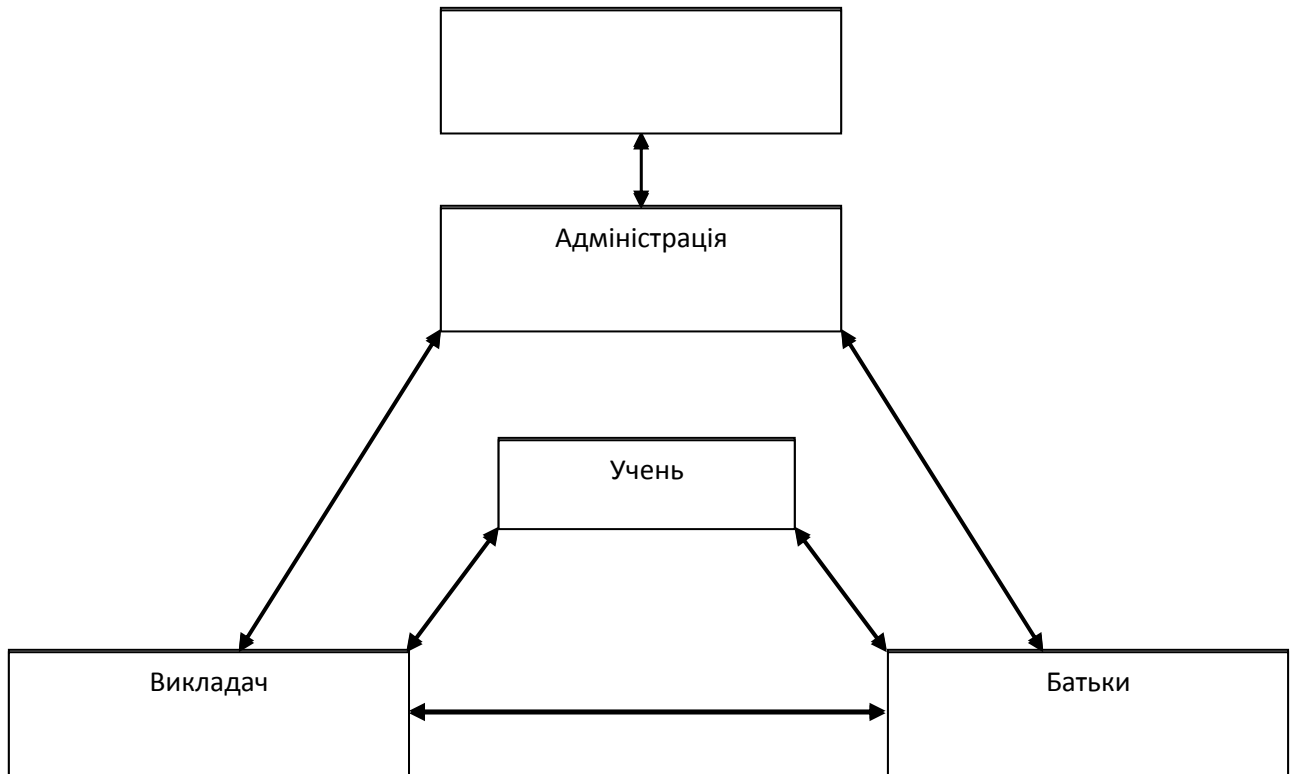 Адміністрація
Учень
Викладач
Батьки